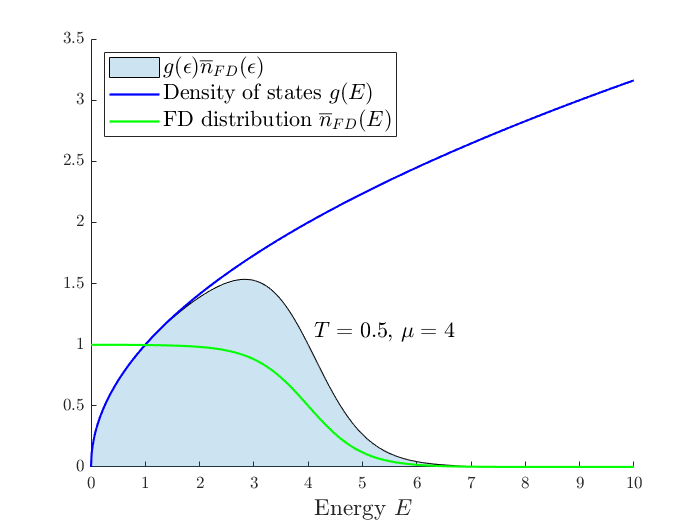 3.5
3
2.5
2
1.5
1
0.5
0
g(ϵ)n̅_FD(ϵ)
Density of states g(E)
FD distribution n̅_FD(E)
T = 0.5, μ = 4
0 1 2 3 4 5 6 7 8 9 10
Energy E